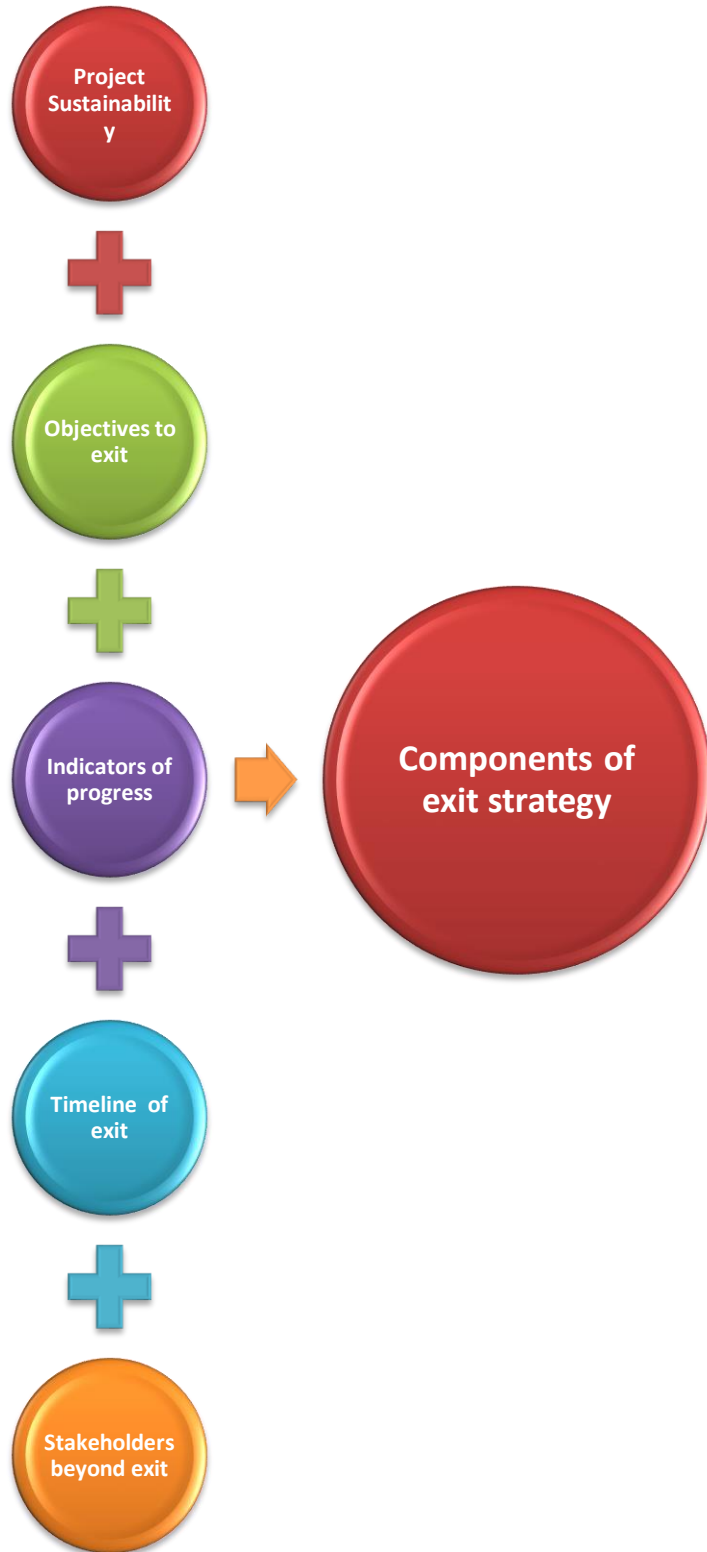 Project
Sustainabilit
y
Objectives to
exit
Indicators of
progress
Components of
exit strategy
Timeline of
exit
Stakeholders
beyond exit